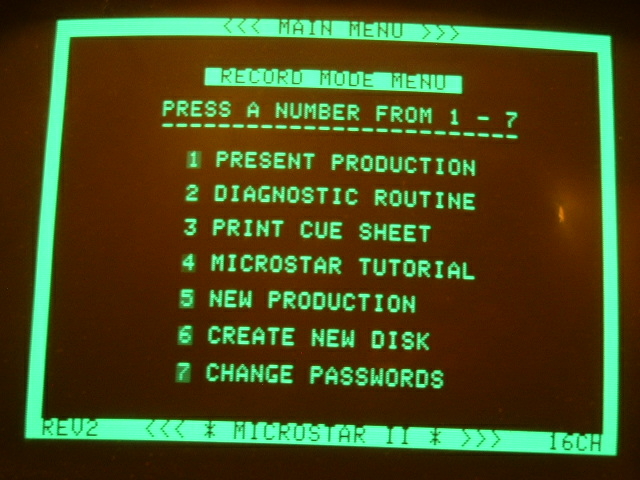 <<< MAIN MENU >>>
RECORD MODE MENU
PRESS A NUMBER FROM 1 - 7
-------------------------
1 PRESENT PRODUCTION
2 DIAGNOSTIC ROUTINE
3 PRINT CUE SHEET
4 MICROSTAR TUTORIAL
5 NEW PRODUCTION
6 CREATE NEW DISK
7 CHANGE PASSWORDS
REV2 <<< * MICROSTAR II * >>> 16CH